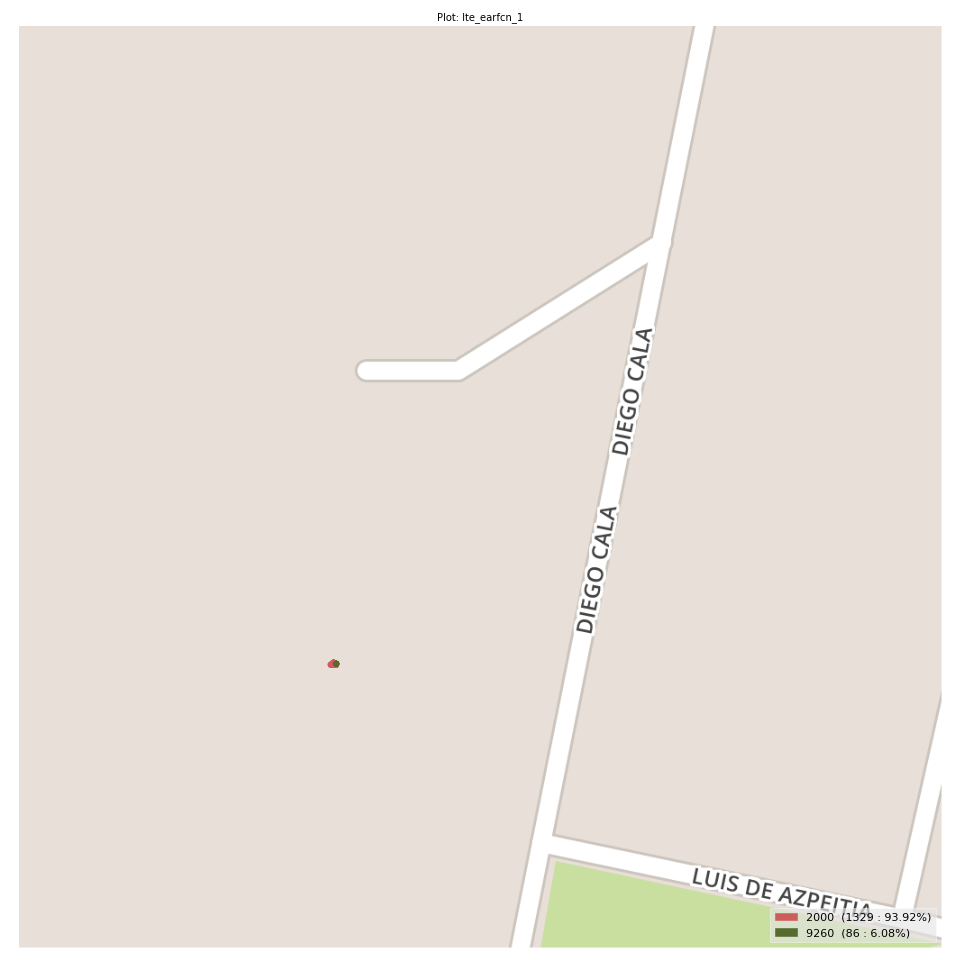 Plot: lte_earfcn_1
DIEGO CALA
DIEGO CALA
LUIS DE AZPEITIA
2000 (1329 : 93.92%)
9260 (86 : 6.08%)